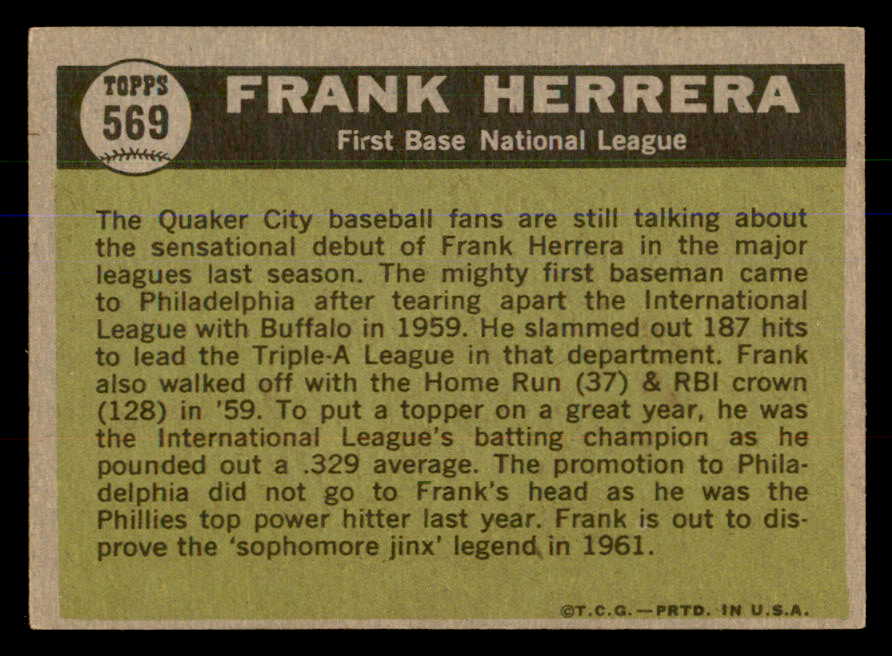 TOPPS
569
FRANK HERRERA
First Base National League
The Quaker City baseball fans are still talking about
the sensational debut of Frank Herrera in the major
leagues last season. The mighty first baseman came
to Philadelphia after tearing apart the International
League with Buffalo in 1959. He slammed out 187 hits
to lead the Triple-A League in that department. Frank
also walked off with the Home Run (37) & RBI crown
(128) in '59. To put a topper on a great year, he was
the International League's batting champion as he
pounded out a .329 average. The promotion to Phila-
delphia did not go to Frank's head as he was the
Phillies top power hitter last year. Frank is out to dis-
prove the 'sophomore jinx' legend in 1961.
©T.C.G.—PRTD. IN U.S.A.